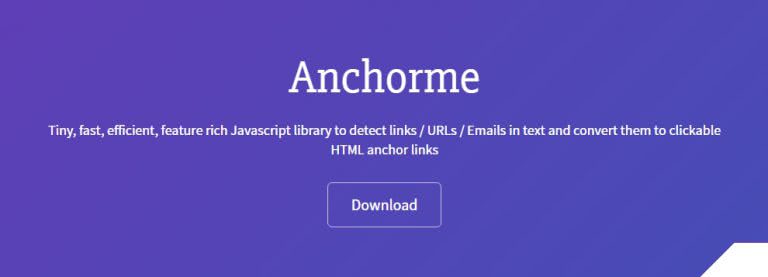 Anchorme
Tiny, fast, efficient, feature rich Javascript library to detect links / URLs / Emails in text and convert them to clickable
HTML anchor links
Download